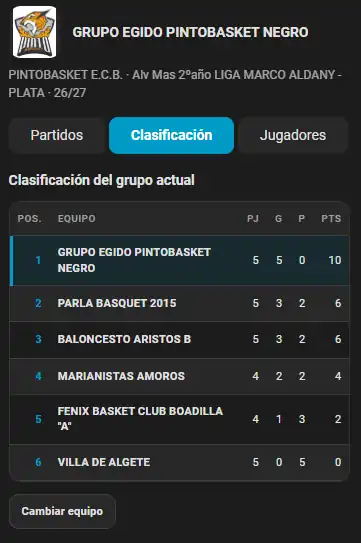 GRUPO EGIDO PINTOBASKET NEGRO
PINTOBASKET E.C.B. · Alv Mas 2ºaño LIGA MARCO ALDANY -
PLATA · 26/27
Partidos Clasificación Jugadores
Clasificación del grupo actual
POS. EQUIPO PJ G P PTS
1 GRUPO EGIDO PINTOBASKET NEGRO 5 5 0 10
2 PARLA BASQUET 2015 5 3 2 6
3 BALONCESTO ARISTOS B 5 3 2 6
4 MARIANISTAS AMOROS 4 2 2 4
5 FENIX BASKET CLUB BOADILLA "A" 4 1 3 2
6 VILLA DE ALGETE 5 0 5 0
Cambiar equipo